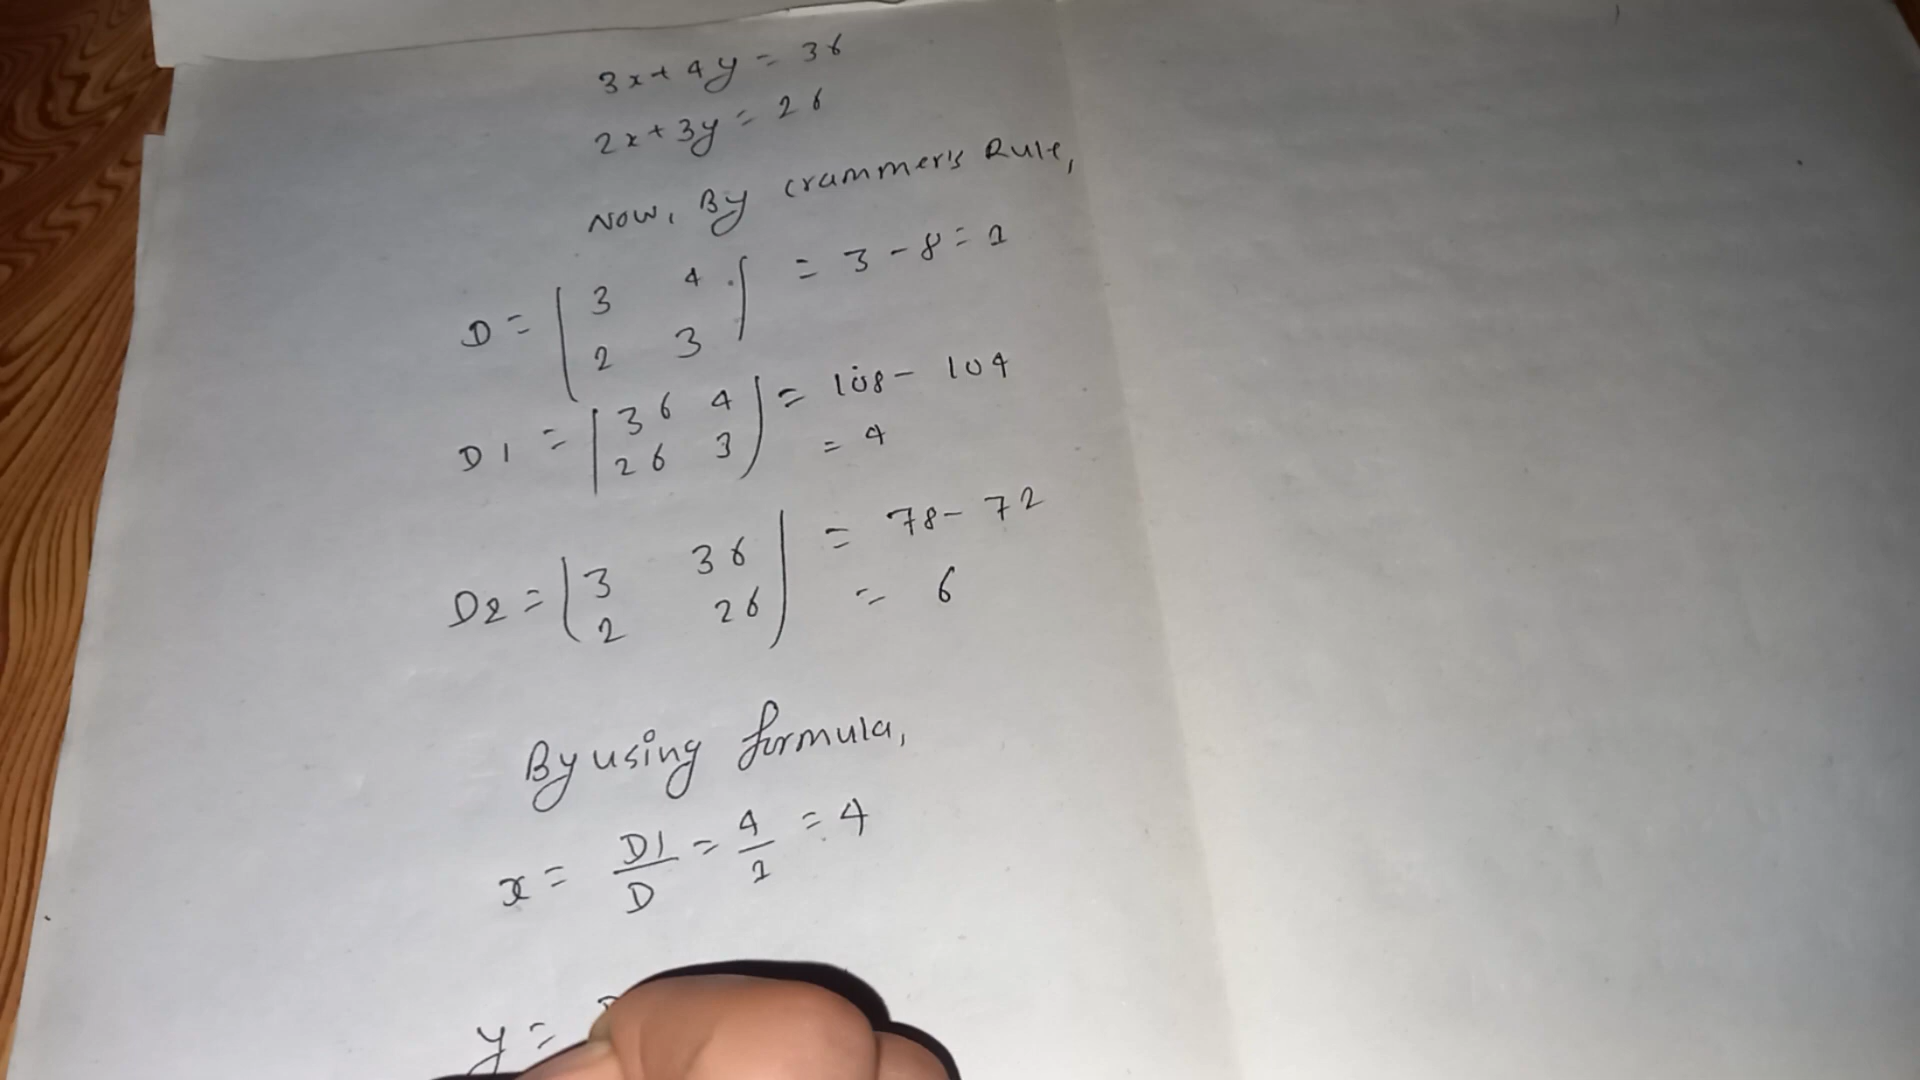 3x + 4y = 36
2x + 3y = 26
Now, By crammer's Rule,
D = | 3 4 | = 3 - 8 = 1
2 3
D1 = | 36 4 | = 108 - 104
26 3 = 4
D2 = | 3 36 | = 78 - 72
2 26 = 6
By using formula,
x = D1/D = 4/1 = 4
y =